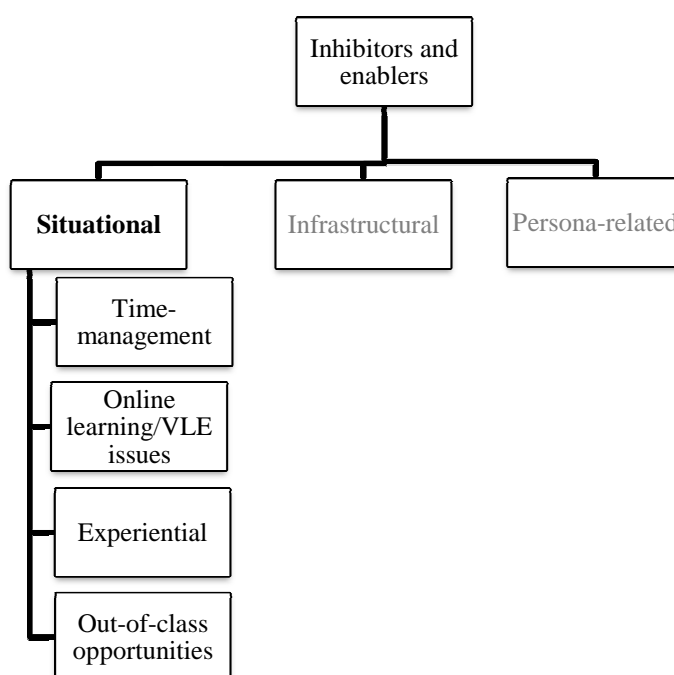 Inhibitors and
enablers
Situational
Infrastructural
Persona-related
Time-
management
Online
learning/VLE
issues
Experiential
Out-of-class
opportunities